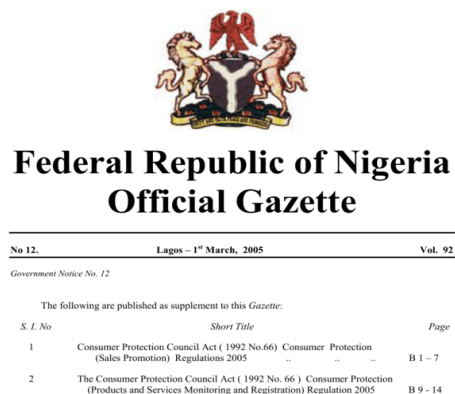 Federal Republic of Nigeria
Official Gazette
No 12. Lagos – 1st March, 2005 Vol. 92
Government Notice No. 12
The following are published as supplement to this Gazette:
S. I. No Short Title Page
1 Consumer Protection Council Act ( 1992 No.66) Consumer Protection
(Sales Promotion) Regulations 2005 .. .. .. B 1 – 7
2 The Consumer Protection Council Act ( 1992 No. 66 ) Consumer Protection
(Products and Services Monitoring and Registration) Regulation 2005 B 9 - 14